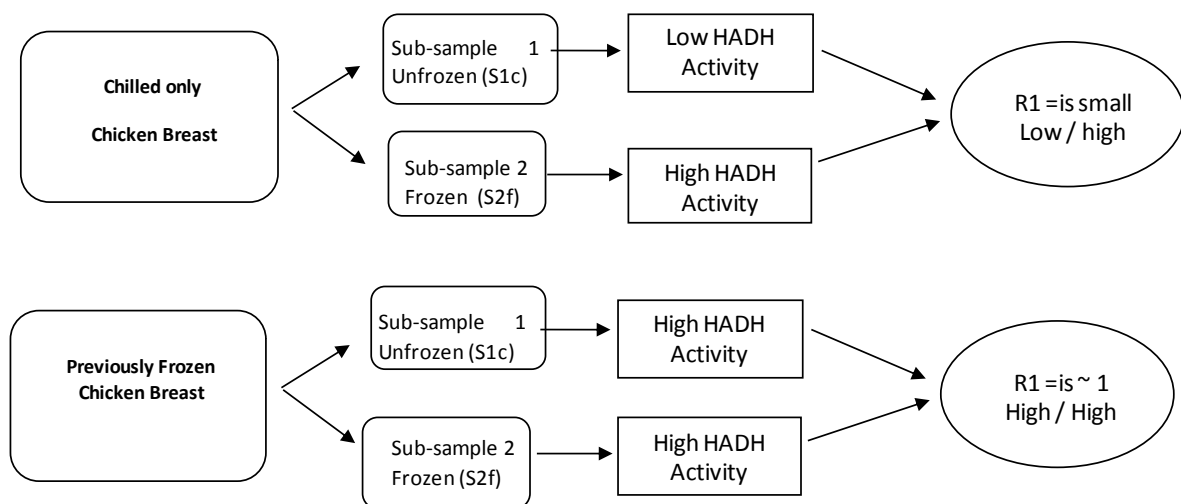 Chilled only
Chicken Breast
Sub-sample 1
Unfrozen (S1c)
Low HADH
Activity
Sub-sample 2
Frozen (S2f)
High HADH
Activity
R1 =is small
Low / high
Previously Frozen
Chicken Breast
Sub-sample 1
Unfrozen (S1c)
High HADH
Activity
Sub-sample 2
Frozen (S2f)
High HADH
Activity
R1 =is ~ 1
High / High